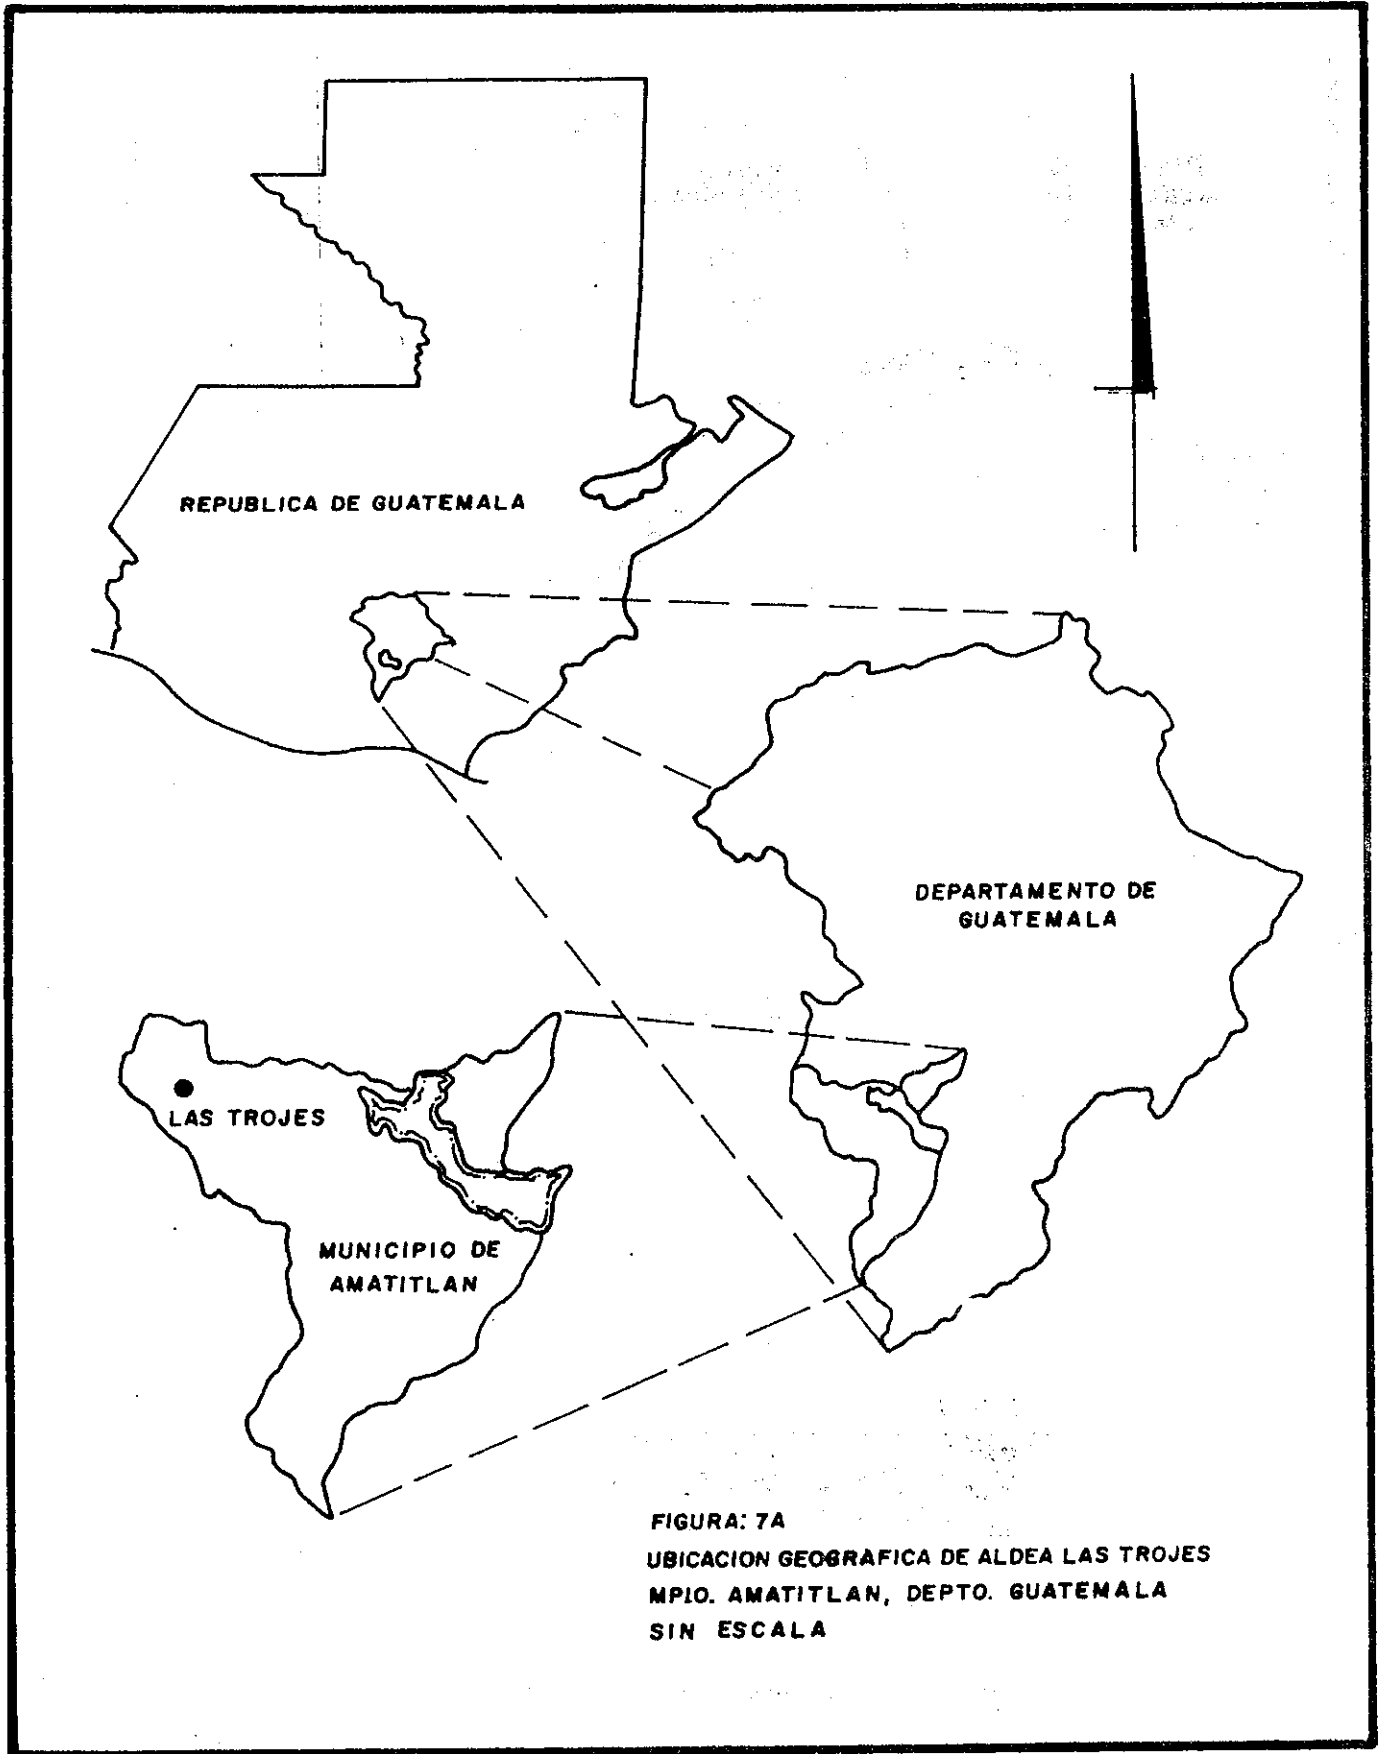 REPUBLICA DE GUATEMALA
DEPARTAMENTO DE
GUATEMALA
LAS TROJES
MUNICIPIO DE
AMATITLAN
FIGURA: 7A
UBICACION GEOGRAFICA DE ALDEA LAS TROJES
MPIO. AMATITLAN, DEPTO. GUATEMALA
SIN ESCALA